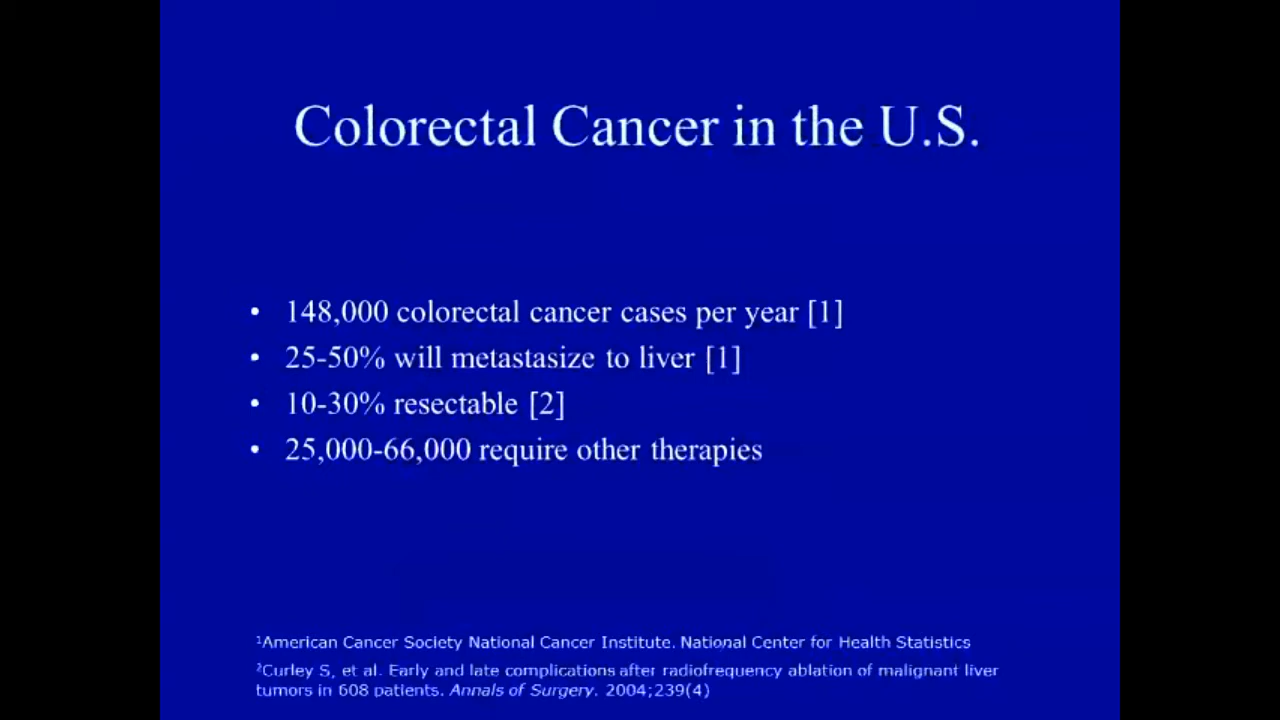 Colorectal Cancer in the U.S.
• 148,000 colorectal cancer cases per year [1]
• 25-50% will metastasize to liver [1]
• 10-30% resectable [2]
• 25,000-66,000 require other therapies
¹American Cancer Society National Cancer Institute. National Center for Health Statistics
²Curley S, et al. Early and late complications after radiofrequency ablation of malignant liver
tumors in 608 patients. Annals of Surgery. 2004;239(4)